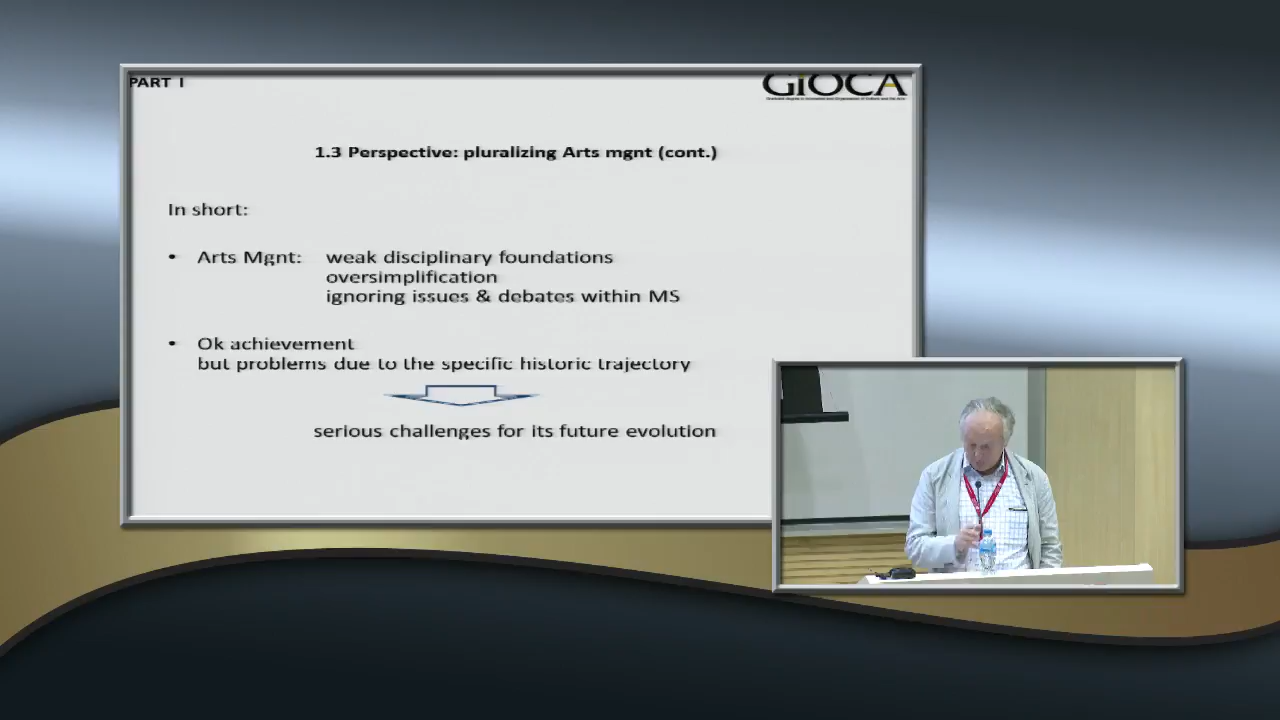 PART I
GIOCA
1.3 Perspective: pluralizing Arts mgnt (cont.)
In short:
• Arts Mgnt: weak disciplinary foundations
oversimplification
ignoring issues & debates within MS
• Ok achievement
but problems due to the specific historic trajectory
serious challenges for its future evolution